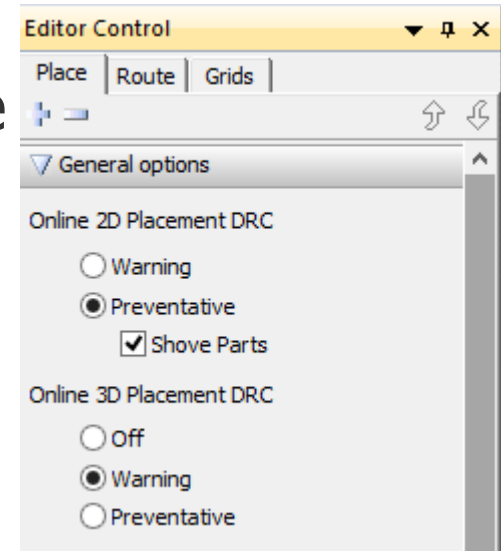 Editor Control
Place Route Grids
e
General options
Online 2D Placement DRC
Warning
Preventative
Shove Parts
Online 3D Placement DRC
Off
Warning
Preventative